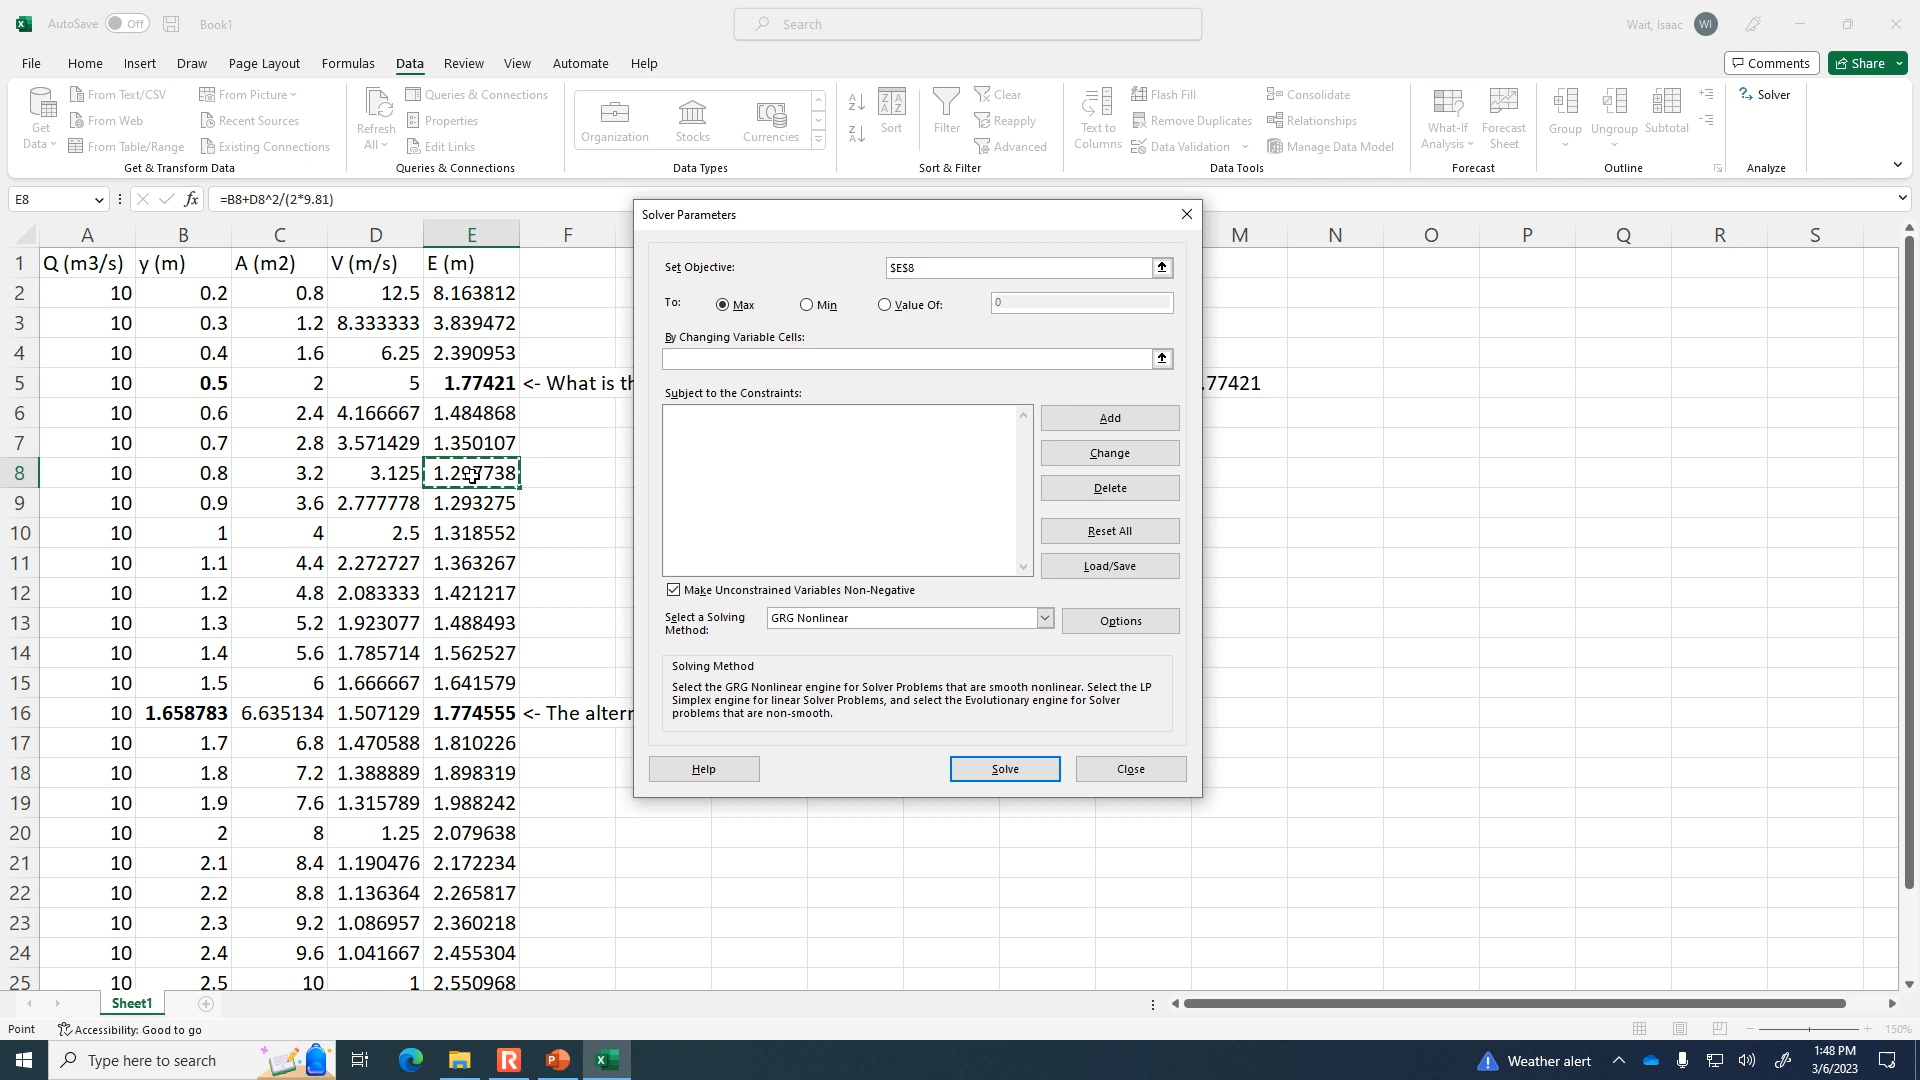 AutoSave Off Book1 Search Wait, Isaac WI
File Home Insert Draw Page Layout Formulas Data Review View Automate Help Comments Share
Get Data From Text/CSV From Picture Refresh All Queries & Connections Organization Stocks Currencies Sort Filter Clear Text to Columns Flash Fill Consolidate What-If Analysis Forecast Sheet Group Ungroup Subtotal Solver
From Web Recent Sources Properties Reapply Remove Duplicates Relationships
From Table/Range Existing Connections Edit Links Advanced Data Validation Manage Data Model
Get & Transform Data Queries & Connections Data Types Sort & Filter Data Tools Forecast Outline Analyze
E8 fx =B8+D8^2/(2*9.81)
A B C D E F M N O P Q R S
1 Q (m3/s) y (m) A (m2) V (m/s) E (m)
2 10 0.2 0.8 12.5 8.163812
3 10 0.3 1.2 8.333333 3.839472
4 10 0.4 1.6 6.25 2.390953
5 10 0.5 2 5 1.77421 <- What is th .77421
6 10 0.6 2.4 4.166667 1.484868
7 10 0.7 2.8 3.571429 1.350107
8 10 0.8 3.2 3.125 1.297738
9 10 0.9 3.6 2.777778 1.293275
10 10 1 4 2.5 1.318552
11 10 1.1 4.4 2.272727 1.363267
12 10 1.2 4.8 2.083333 1.421217
13 10 1.3 5.2 1.923077 1.488493
14 10 1.4 5.6 1.785714 1.562527
15 10 1.5 6 1.666667 1.641579
16 10 1.658783 6.635134 1.507129 1.774555 <- The altern
17 10 1.7 6.8 1.470588 1.810226
18 10 1.8 7.2 1.388889 1.898319
19 10 1.9 7.6 1.315789 1.988242
20 10 2 8 1.25 2.079638
21 10 2.1 8.4 1.190476 2.172234
22 10 2.2 8.8 1.136364 2.265817
23 10 2.3 9.2 1.086957 2.360218
24 10 2.4 9.6 1.041667 2.455304
25 10 2.5 10 1 2.550968
Solver Parameters
Set Objective: $E$8
To: Max Min Value Of: 0
By Changing Variable Cells:
Subject to the Constraints:
Add
Change
Delete
Reset All
Load/Save
Make Unconstrained Variables Non-Negative
Select a Solving Method: GRG Nonlinear Options
Solving Method
Select the GRG Nonlinear engine for Solver Problems that are smooth nonlinear. Select the LP
Simplex engine for linear Solver Problems, and select the Evolutionary engine for Solver
problems that are non-smooth.
Help Solve Close
Sheet1
Point Accessibility: Good to go 150%
Type here to search Weather alert 1:48 PM
3/6/2023